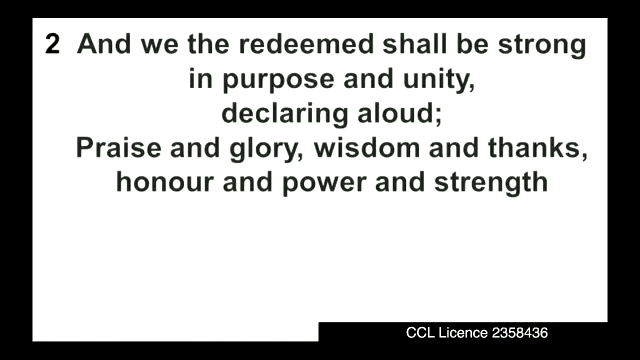 2 And we the redeemed shall be strong
in purpose and unity,
declaring aloud;
Praise and glory, wisdom and thanks,
honour and power and strength
CCL Licence 2358436